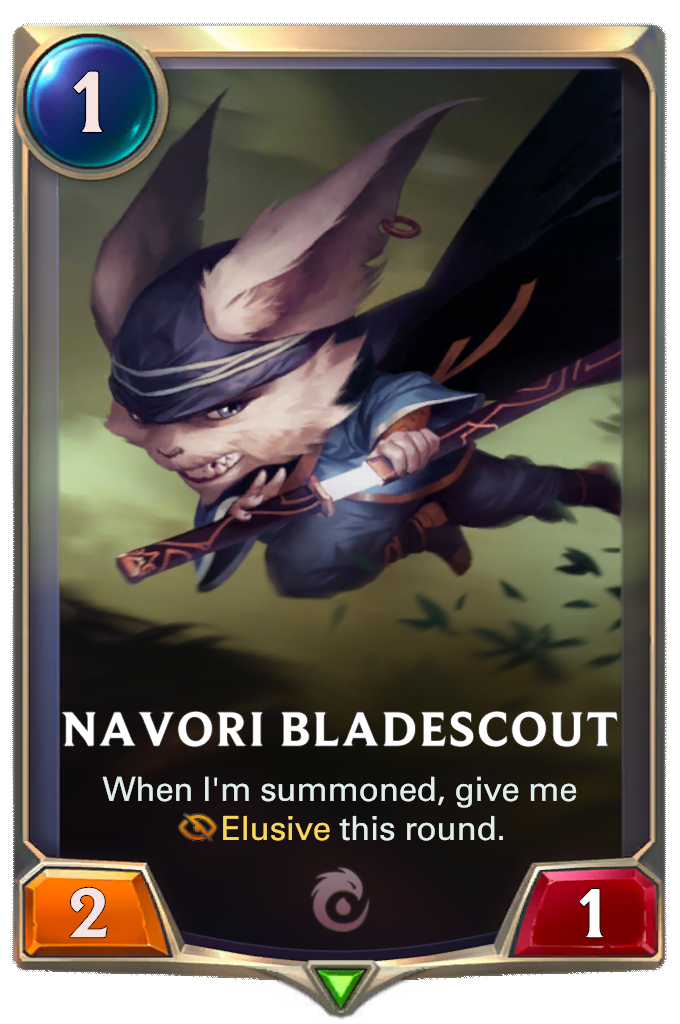 1
NAVORI BLADESCOUT
When I'm summoned, give me
Elusive this round.
2
1